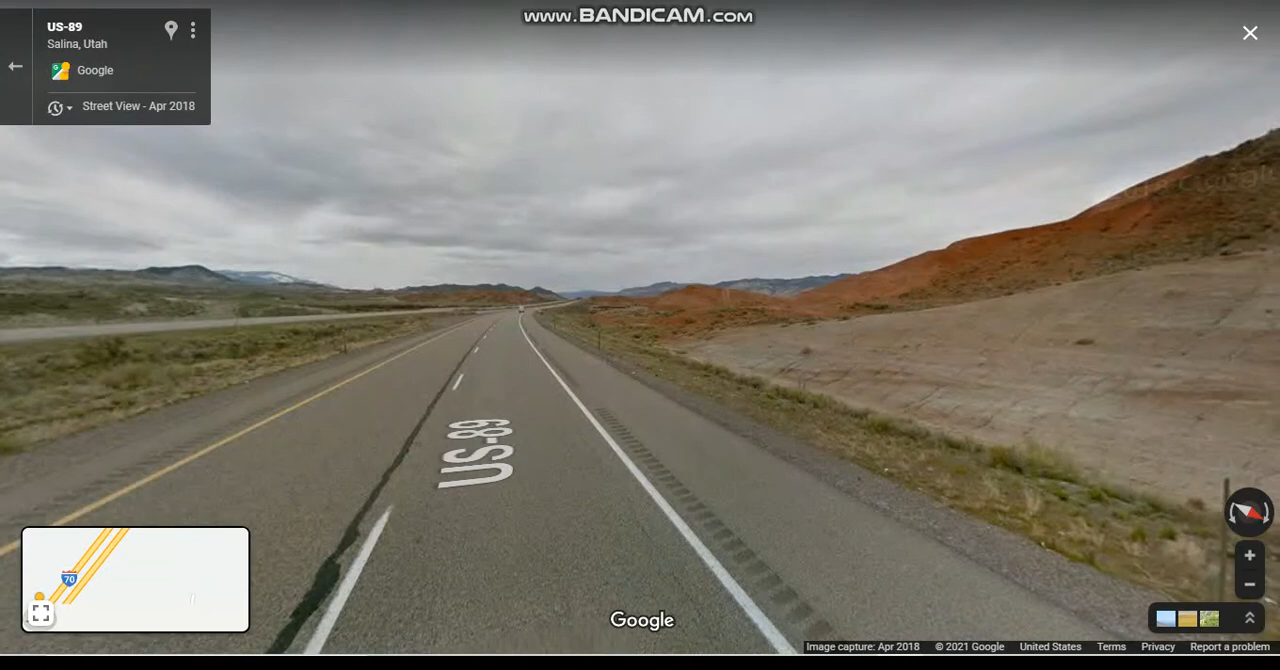 www.BANDICAM.com
US-89
Salina, Utah
Google
Street View - Apr 2018
US-89
70
Google
Image capture: Apr 2018 © 2021 Google United States Terms Privacy Report a problem